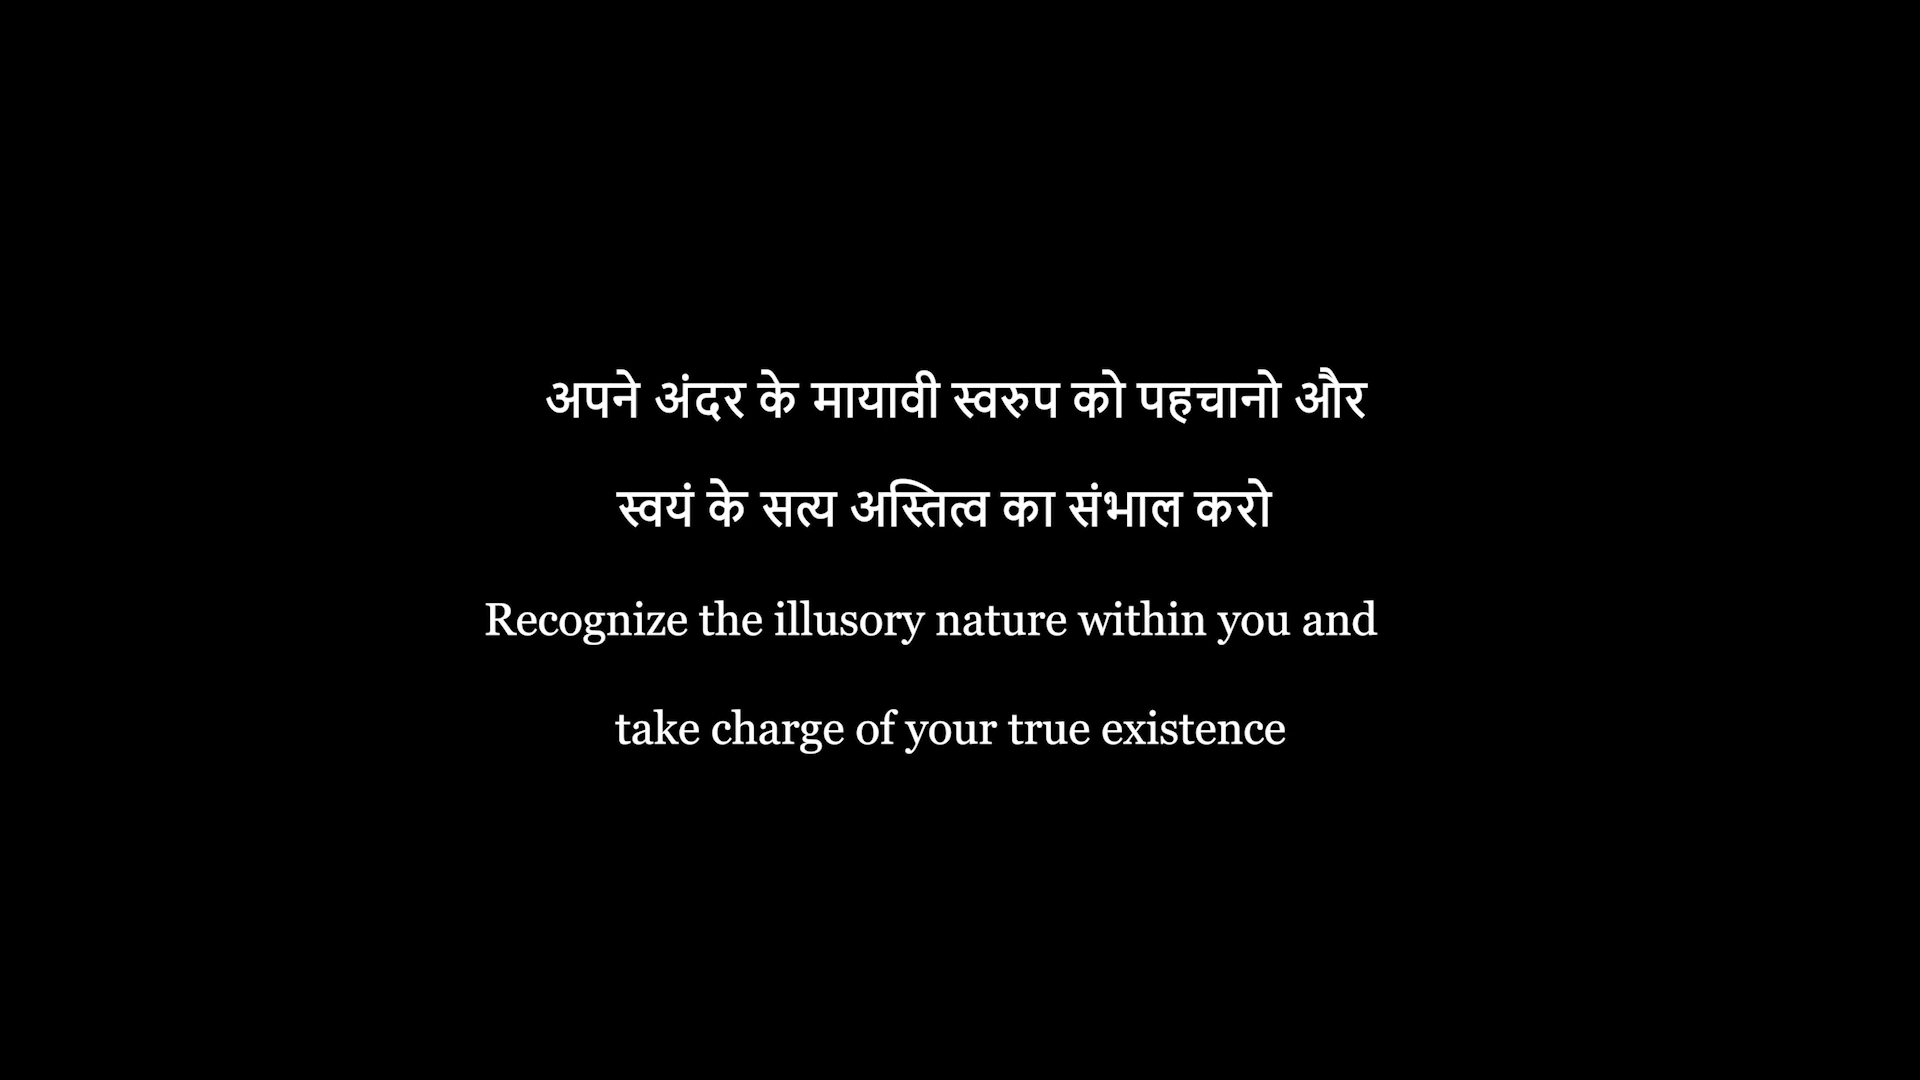 अपने अंदर के मायावी स्वरुप को पहचानो और
स्वयं के सत्य अस्तित्व का संभाल करो
Recognize the illusory nature within you and
take charge of your true existence